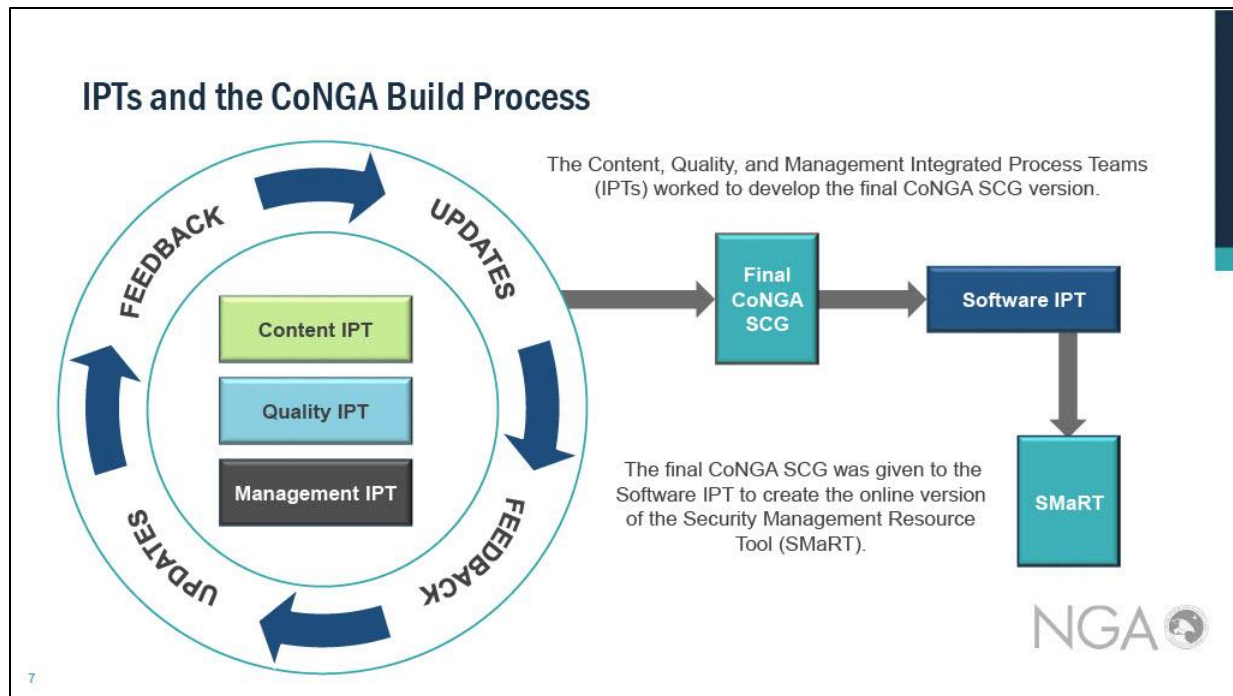 IPTs and the CoNGA Build Process
The Content, Quality, and Management Integrated Process Teams
(IPTs) worked to develop the final CoNGA SCG version.
FEEDBACK
UPDATES
FEEDBACK
UPDATES
Content IPT
Quality IPT
Management IPT
Final
CoNGA
SCG
Software IPT
The final CoNGA SCG was given to the
Software IPT to create the online version
of the Security Management Resource
Tool (SMaRT).
SMaRT
NGA
7